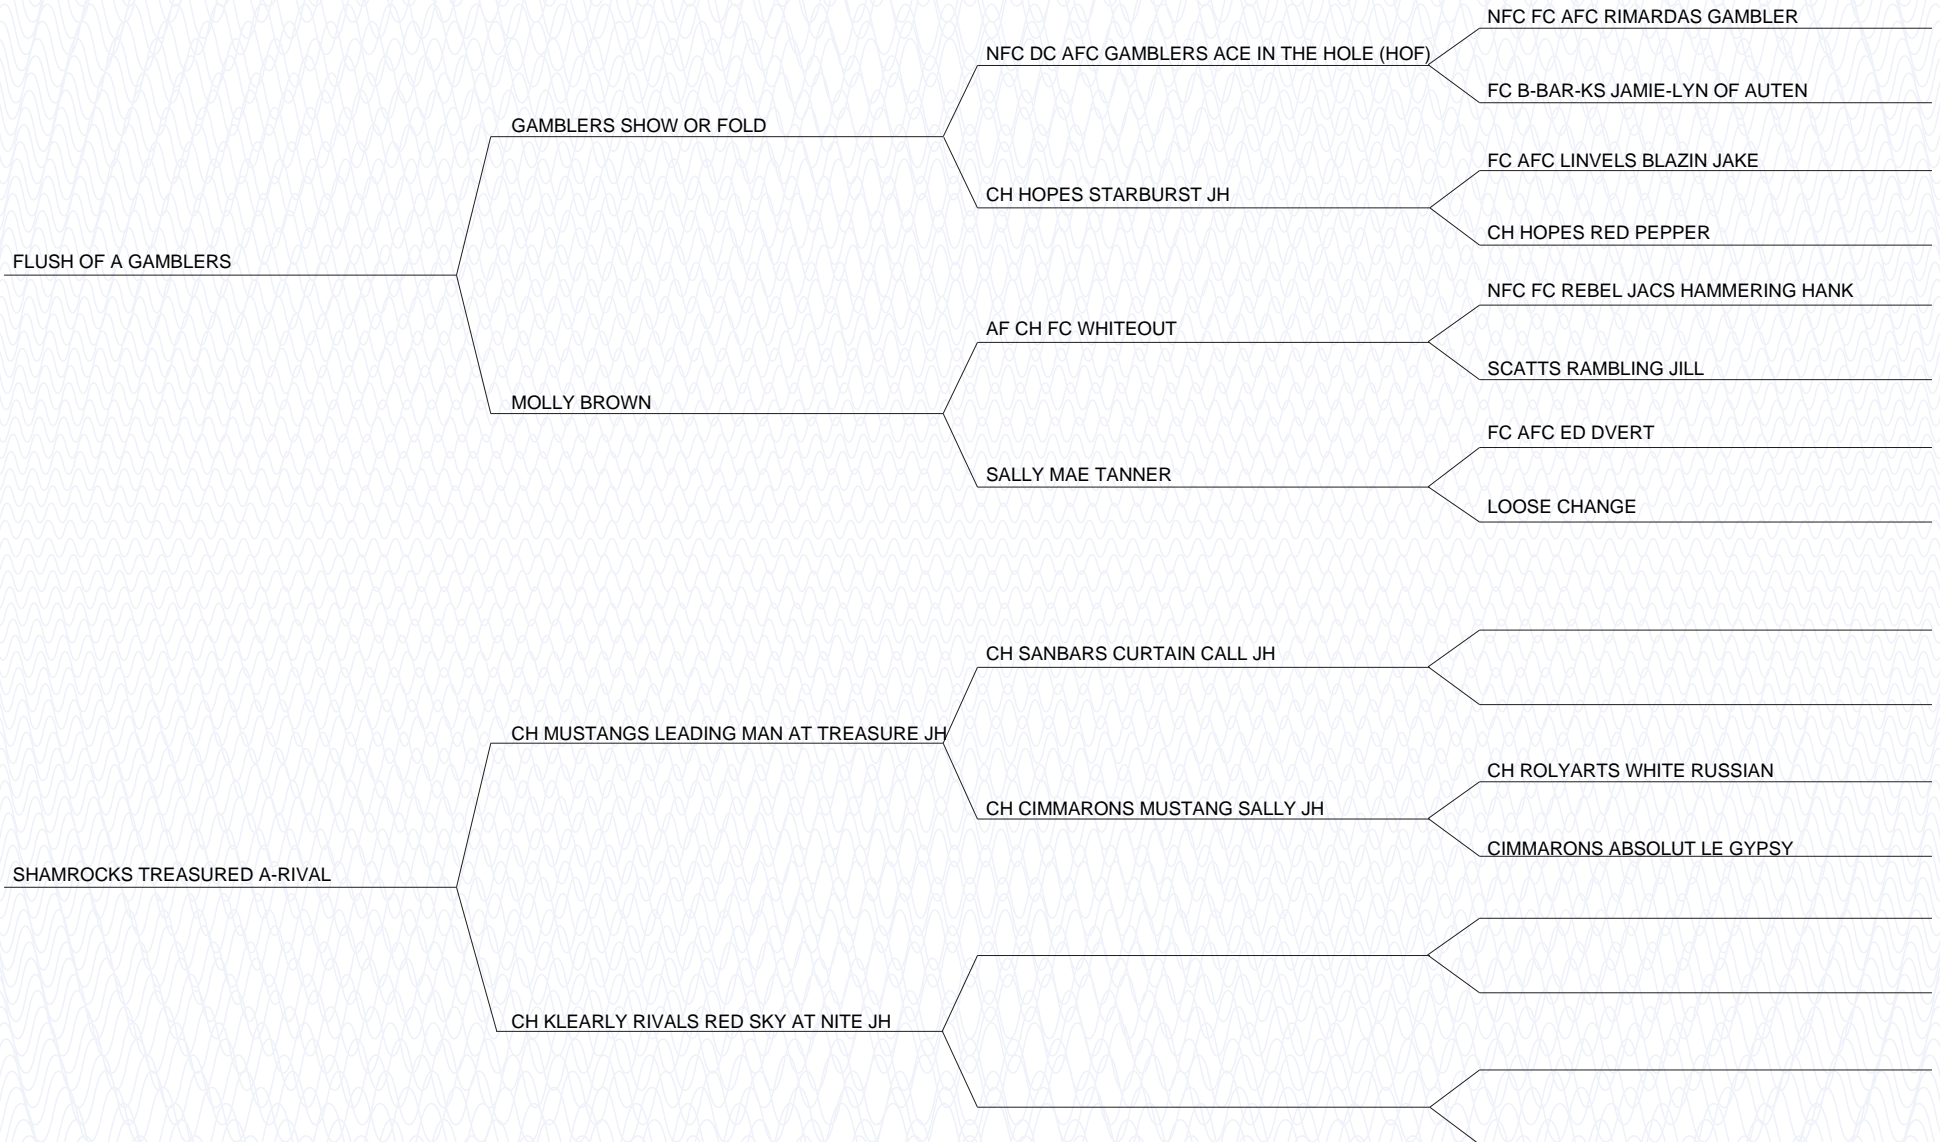 NFC FC AFC RIMARDAS GAMBLER
NFC DC AFC GAMBLERS ACE IN THE HOLE (HOF)
FC B-BAR-KS JAMIE-LYN OF AUTEN
GAMBLERS SHOW OR FOLD
FC AFC LINVELS BLAZIN JAKE
CH HOPES STARBURST JH
CH HOPES RED PEPPER
FLUSH OF A GAMBLERS
NFC FC REBEL JACS HAMMERING HANK
AF CH FC WHITEOUT
SCATTS RAMBLING JILL
MOLLY BROWN
FC AFC ED DVERT
SALLY MAE TANNER
LOOSE CHANGE
CH SANBARS CURTAIN CALL JH
CH MUSTANGS LEADING MAN AT TREASURE JH
CH ROLYARTS WHITE RUSSIAN
CH CIMMARONS MUSTANG SALLY JH
CIMMARONS ABSOLUT LE GYPSY
SHAMROCKS TREASURED A-RIVAL
CH KLEARLY RIVALS RED SKY AT NITE JH